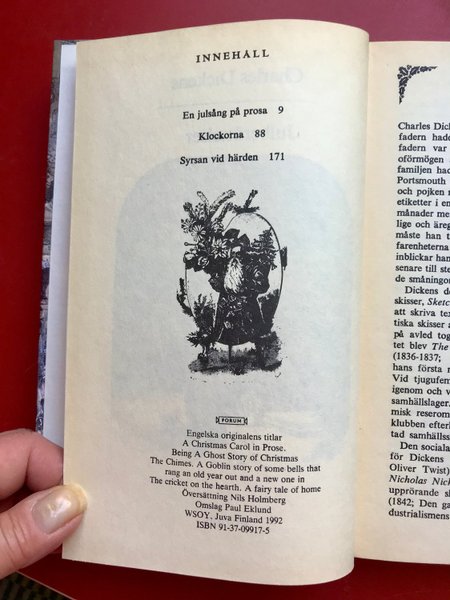 INNEHÅLL
En julsång på prosa 9
Klockorna 88
Syrsan vid härden 171
FORUM
Engelska originalens titlar
A Christmas Carol in Prose.
Being A Ghost Story of Christmas
The Chimes. A Goblin story of some bells that
rang an old year out and a new one in
The cricket on the hearth. A fairy tale of home
Översättning Nils Holmberg
Omslag Paul Eklund
WSOY, Juva Finland 1992
ISBN 91-37-09917-5
Charles Dic
fadern hade
fadern var
oförmögen
familjen had
Portsmouth
och pojken m
etiketter i en
månader me
lige och äreg
måste han t
farenheterna
inblickar han
senare till ste
de småningom
Dickens de
skisser, Sketc
att skriva tex
tiska skisser a
på avled tog
tet blev The
(1836-1837;
hans första r
Vid tjugofem
igenom och v
samhällslager.
misk reserom
klubben efterl
tad samhällss
Den sociala
för Dickens
Oliver Twist)
Nicholas Nick
upprörande sk
(1842; Den ga
dustrialismens